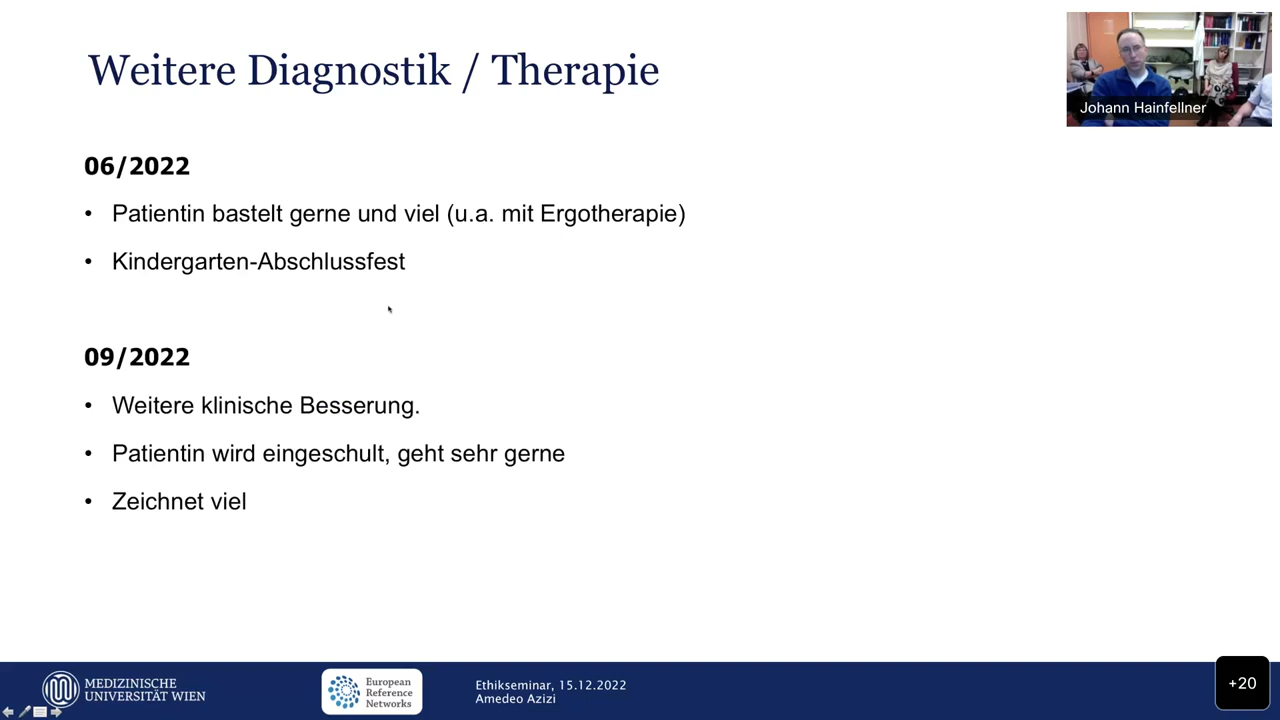 Weitere Diagnostik / Therapie
Johann Hainfellner
06/2022
• Patientin bastelt gerne und viel (u.a. mit Ergotherapie)
• Kindergarten-Abschlussfest
09/2022
• Weitere klinische Besserung.
• Patientin wird eingeschult, geht sehr gerne
• Zeichnet viel
MEDIZINISCHE
UNIVERSITÄT WIEN
European
Reference
Networks
Ethikseminar, 15.12.2022
Amedeo Azizi
+20